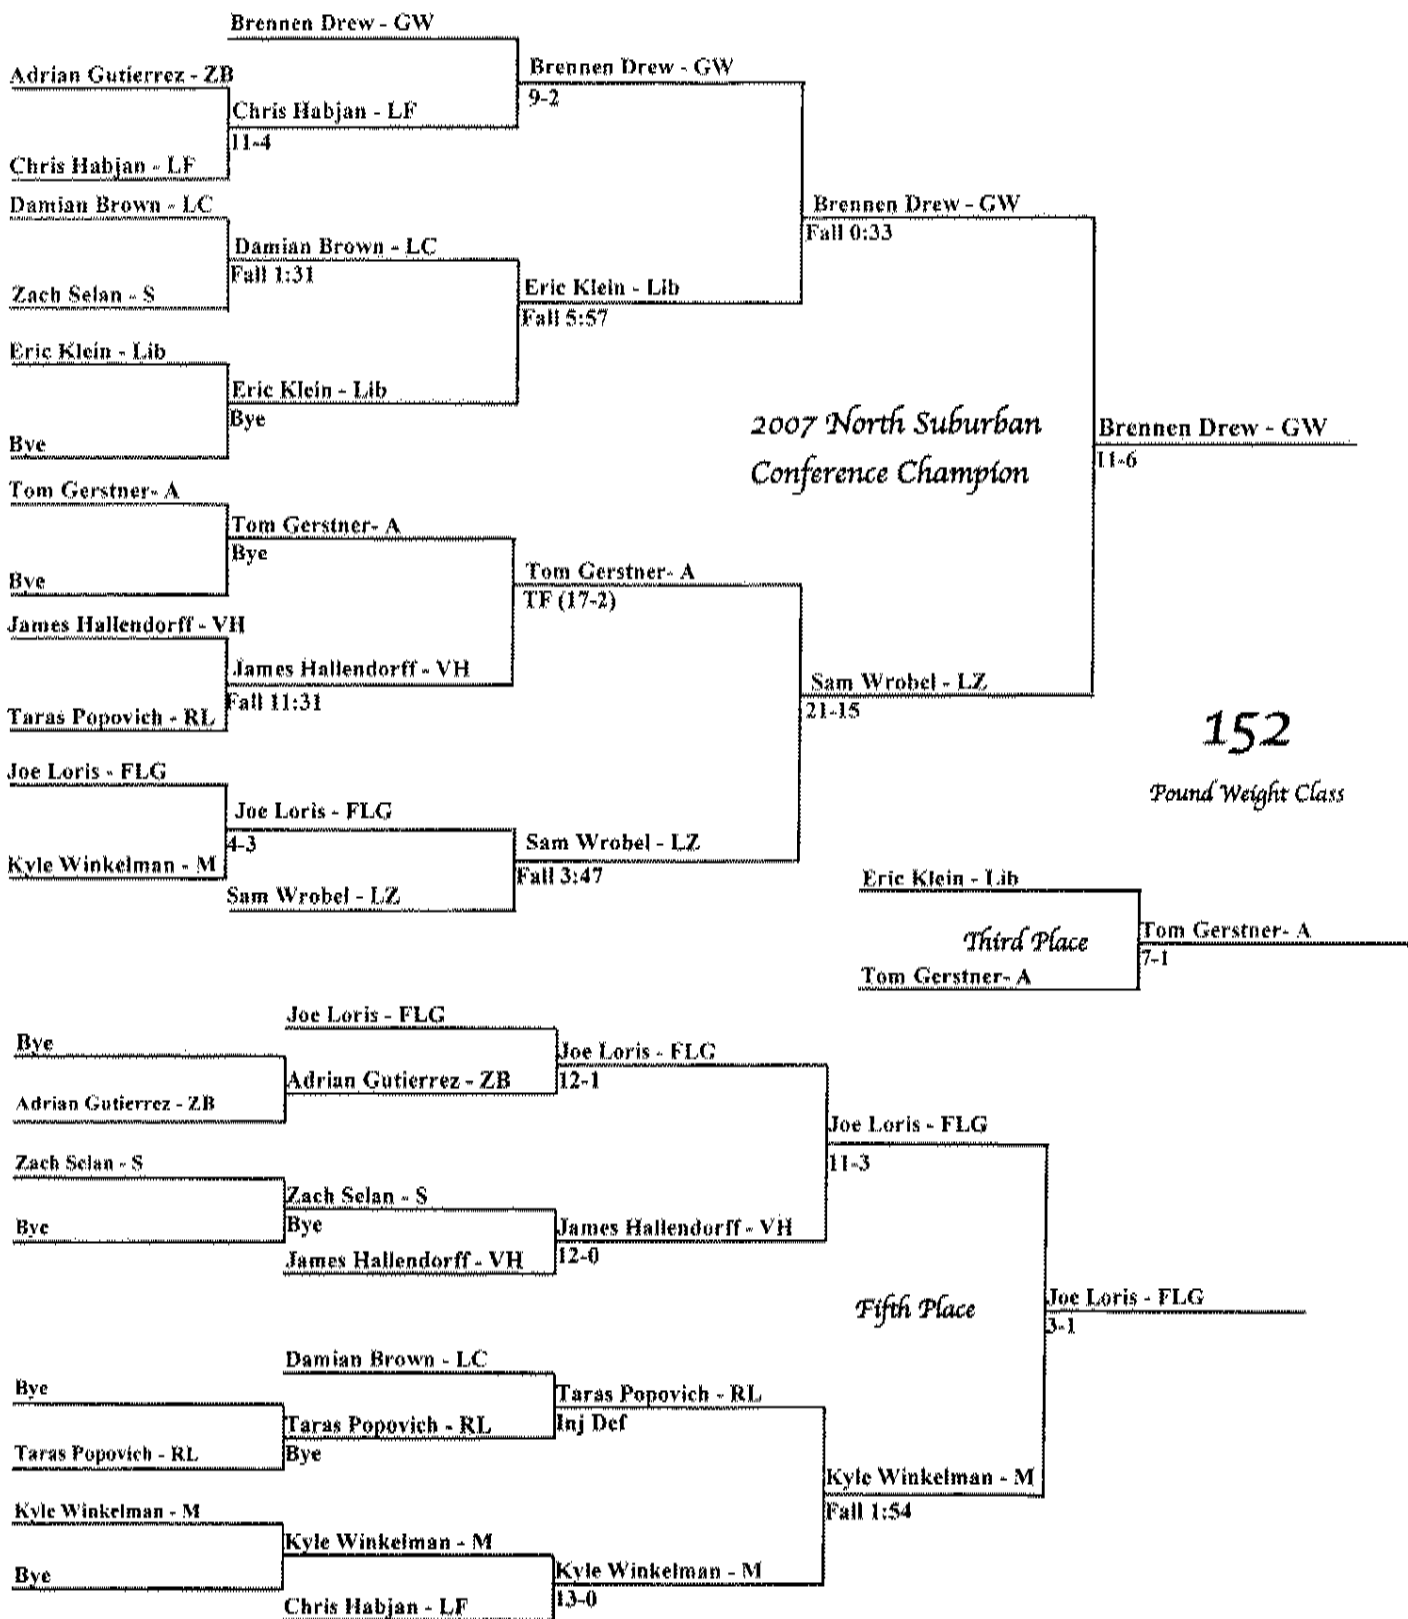 Brennen Drew - GW
Adrian Gutierrez - ZB
Brennen Drew - GW
9-2
Chris Habjan - LF
11-4
Chris Habjan - LF
Damian Brown - LC
Brennen Drew - GW
Fall 0:33
Damian Brown - LC
Fall 1:31
Zach Selan - S
Eric Klein - Lib
Fall 5:57
Eric Klein - Lib
Eric Klein - Lib
Bye
Bye
2007 North Suburban
Conference Champion
Brennen Drew - GW
11-6
Tom Gerstner- A
Tom Gerstner- A
Bye
Bye
Tom Gerstner- A
TF (17-2)
James Hallendorff - VH
James Hallendorff - VH
Fall 11:31
Taras Popovich - RL
Sam Wrobel - LZ
21-15
152
Pound Weight Class
Joe Loris - FLG
Joe Loris - FLG
4-3
Kyle Winkelman - M
Sam Wrobel - LZ
Fall 3:47
Sam Wrobel - LZ
Eric Klein - Lib
Third Place
Tom Gerstner- A
7-1
Tom Gerstner- A
Joe Loris - FLG
Bye
Joe Loris - FLG
12-1
Adrian Gutierrez - ZB
Adrian Gutierrez - ZB
Joe Loris - FLG
11-3
Zach Selan - S
Zach Selan - S
Bye
Bye
James Hallendorff - VH
12-0
James Hallendorff - VH
Fifth Place
Joe Loris - FLG
3-1
Damian Brown - LC
Bye
Taras Popovich - RL
Inj Def
Taras Popovich - RL
Bye
Taras Popovich - RL
Kyle Winkelman - M
Fall 1:54
Kyle Winkelman - M
Kyle Winkelman - M
Bye
Kyle Winkelman - M
13-0
Chris Habjan - LF